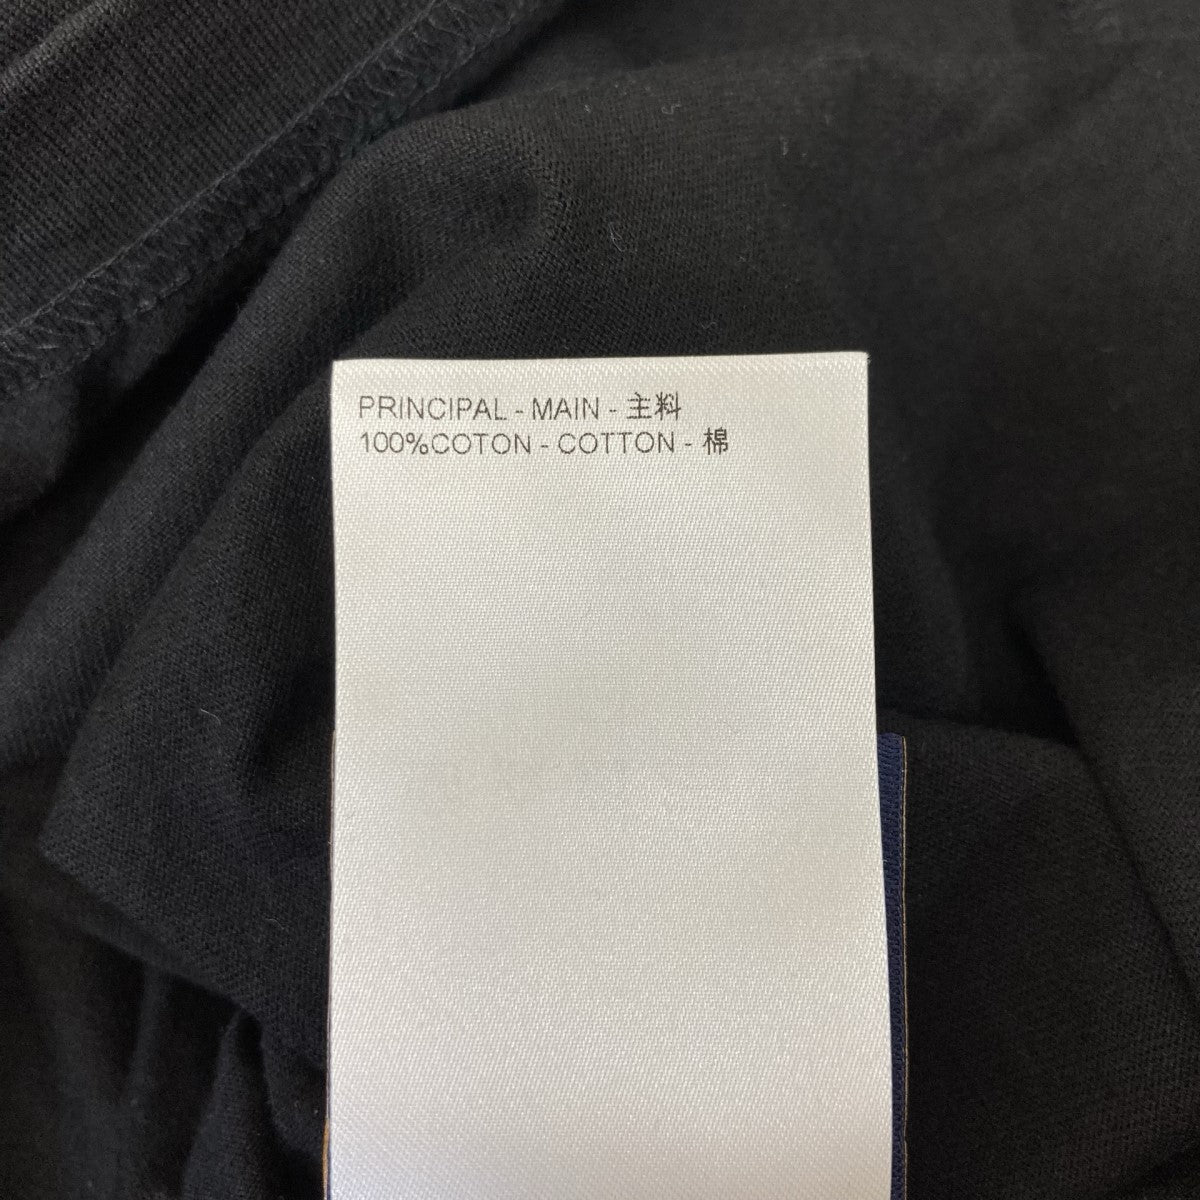 PRINCIPAL - MAIN - 主料
100%COTON - COTTON - 棉